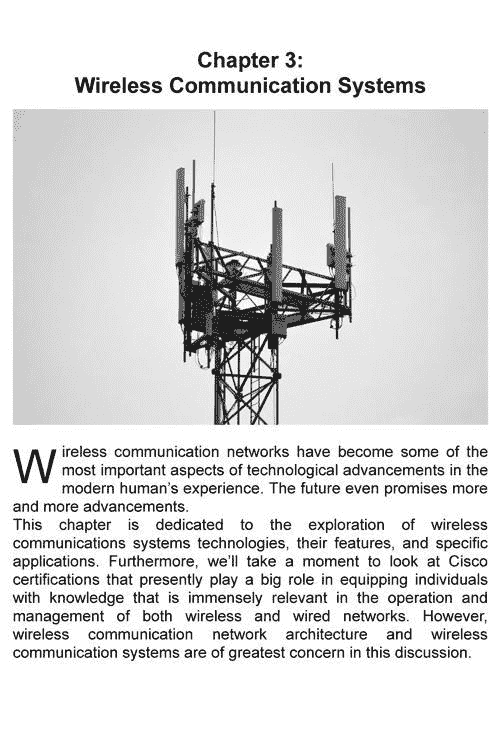 Chapter 3:
Wireless Communication Systems
Wireless communication networks have become some of the
most important aspects of technological advancements in the
modern human's experience. The future even promises more
and more advancements.
This chapter is dedicated to the exploration of wireless
communications systems technologies, their features, and specific
applications. Furthermore, we'll take a moment to look at Cisco
certifications that presently play a big role in equipping individuals
with knowledge that is immensely relevant in the operation and
management of both wireless and wired networks. However,
wireless communication network architecture and wireless
communication systems are of greatest concern in this discussion.